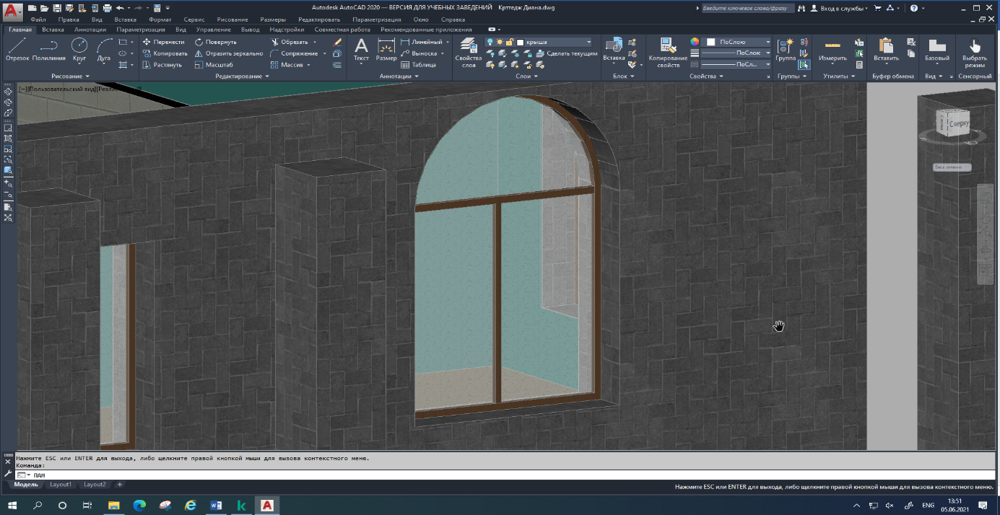 Autodesk AutoCAD 2020 — ВЕРСИЯ ДЛЯ УЧЕБНЫХ ЗАВЕДЕНИЙ Крттедж Диана.dwg
Введите ключевое слово/фразу
Вход в службы
Файл Правка Вид Вставка Формат Сервис Рисование Размеры Редактировать Параметризация Окно Справка
Главная Вставка Аннотации Параметризация Вид Управление Вывод Надстройки Совместная работа Рекомендованные приложения
Отрезок Полилиния Круг Дуга
Рисование
Перенести Повернуть Обрезать
Копировать Отразить зеркально Сопряжение
Растянуть Масштаб Массив
Редактирование
Текст Размер
Линейный
Выноска
Таблица
Аннотации
Свойства слоя
крыша
Сделать текущим
Слои
Вставка
Блок
Копирование свойств
ПоСлою
ПоСлою
ПоСл...
Свойства
Группа
Группы
Измерить
Утилиты
Вставить
Буфер обмена
Базовый
Вид
Выбрать режим
Сенсорный
[−][Пользовательский вид][Реали
Сверху
Без имени
Нажмите ESC или ENTER для выхода, либо щелкните правой кнопкой мыши для вызова контекстного меню.
Команда:
ПАН
Модель Layout1 Layout2 +
Нажмите ESC или ENTER для выхода, либо щелкните правой кнопкой мыши для вызова контекстного меню.
ENG
13:51
05.06.2021